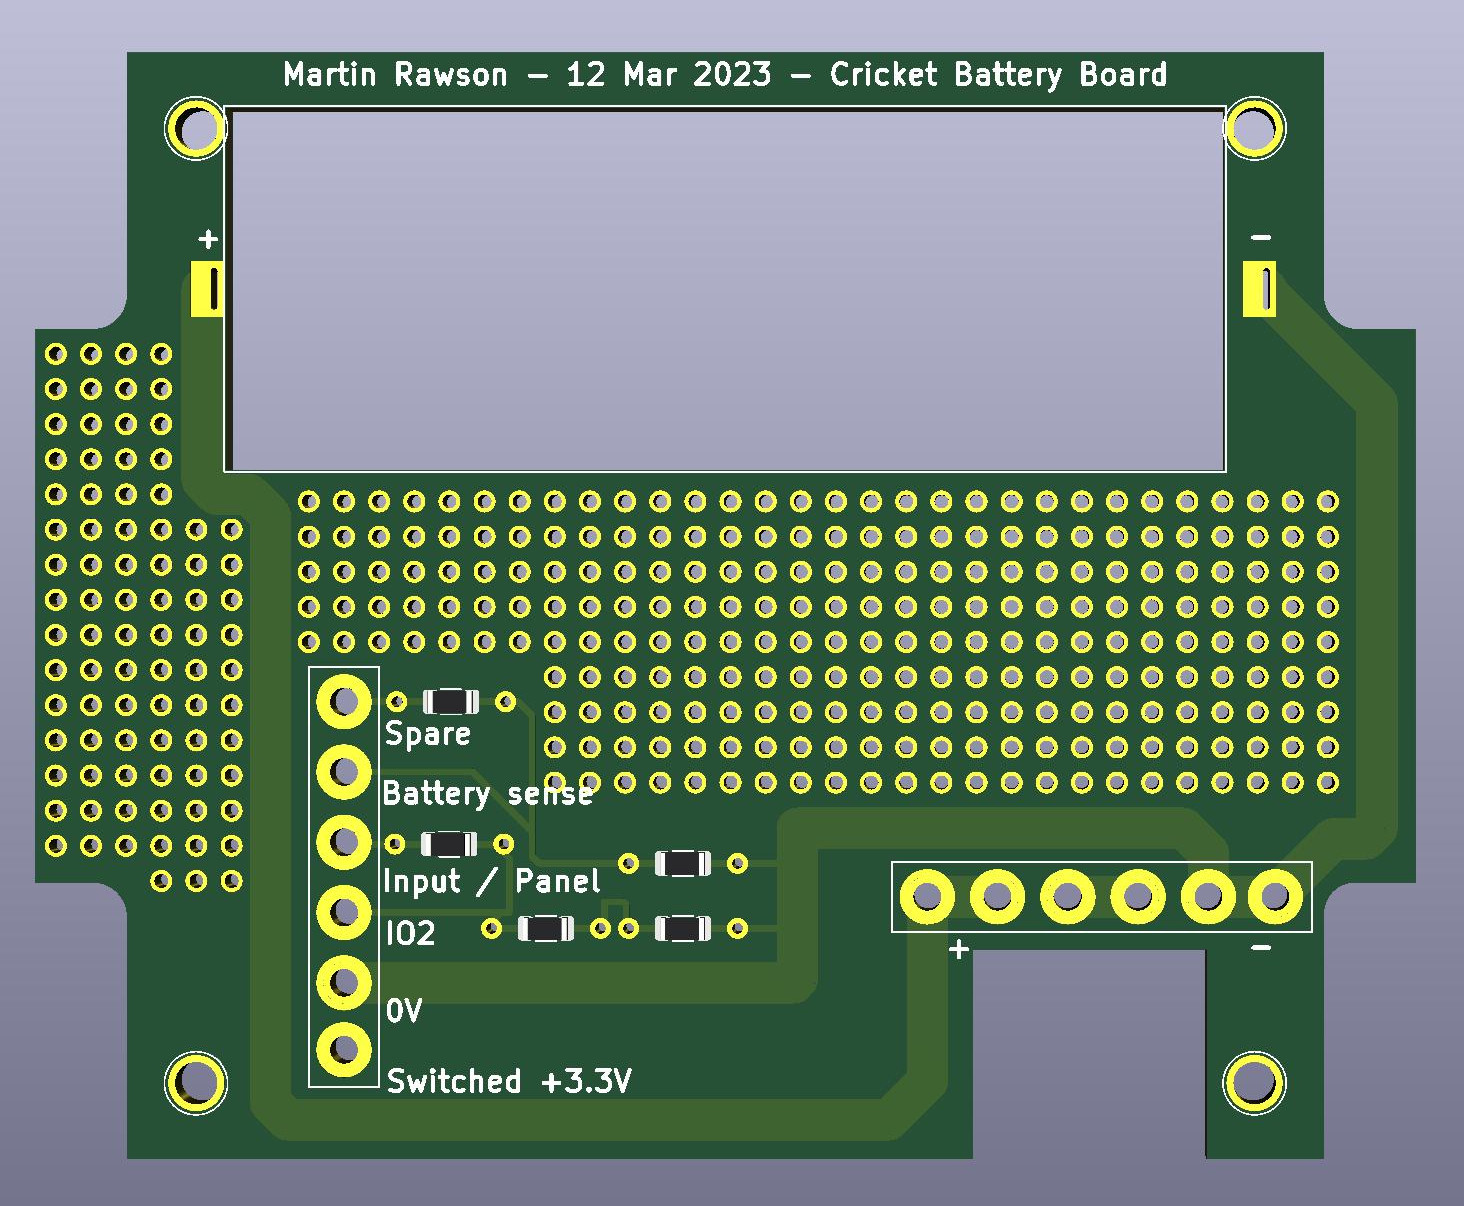 Martin Rawson - 12 Mar 2023 - Cricket Battery Board
+
-
Spare
Battery sense
Input / Panel
IO2
+
-
0V
Switched +3.3V